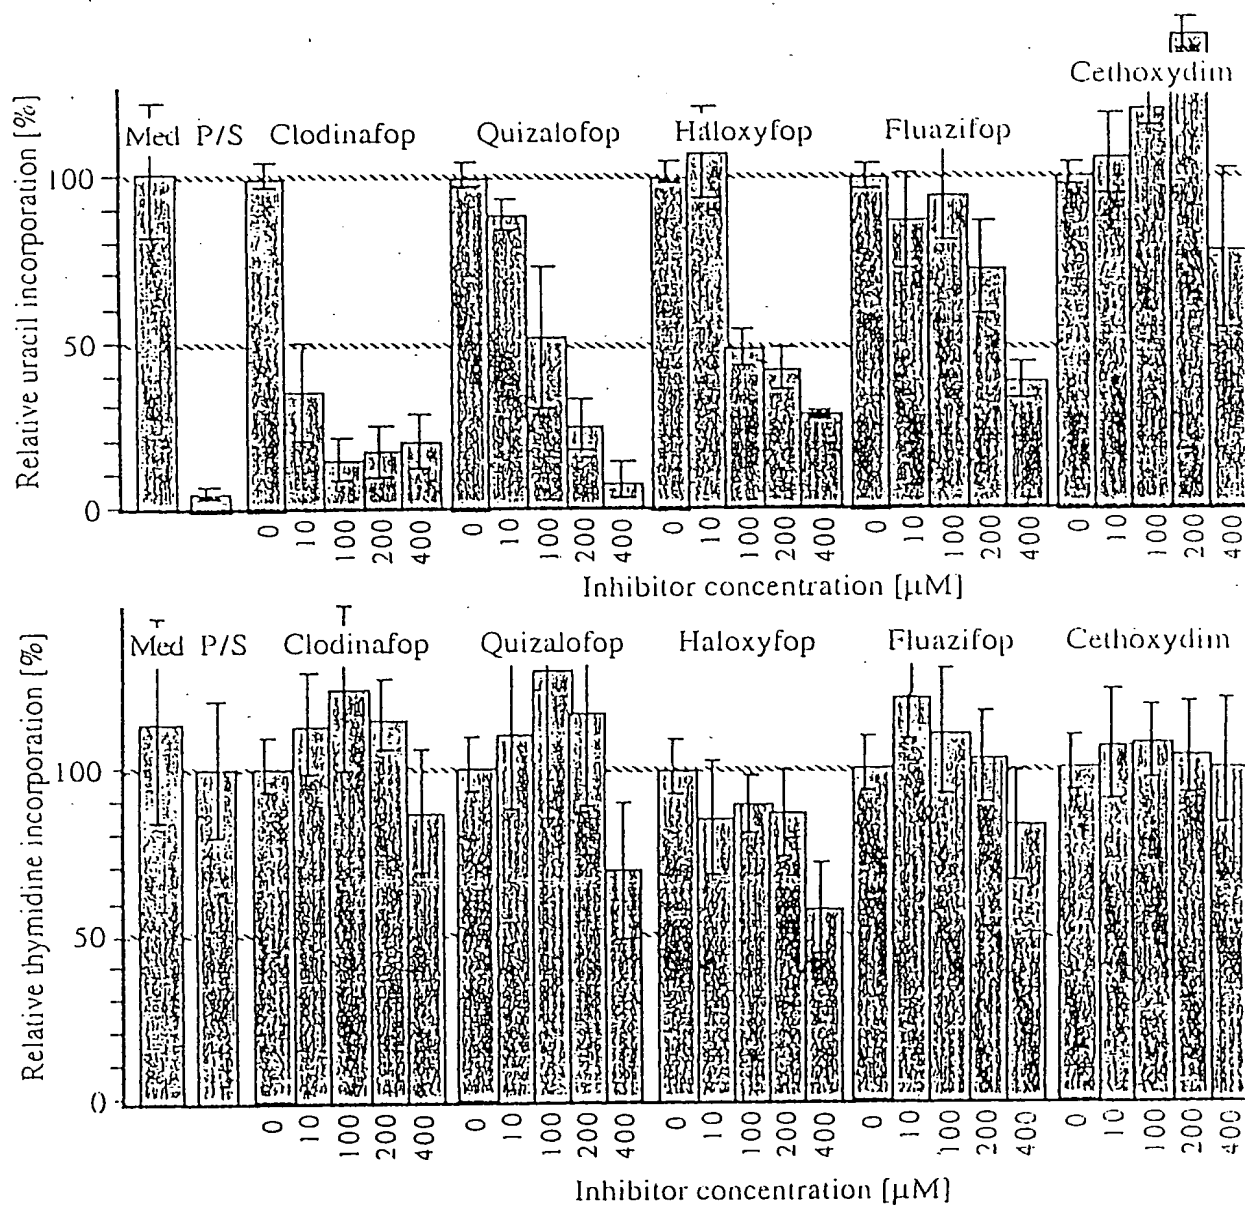 Relative uracil incorporation [%]
Cethoxydim
Med P/S Clodinafop Quizalofop Haloxyfop Fluazifop
100
50
0
0 10 100 200 400 0 10 100 200 400 0 10 100 200 400 0 10 100 200 400 0 10 100 200 400
Inhibitor concentration [μM]
Relative thymidine incorporation [%]
Med P/S Clodinafop Quizalofop Haloxyfop Fluazifop Cethoxydim
100
50
0
0 10 100 200 400 0 10 100 200 400 0 10 100 200 400 0 10 100 200 400 0 10 100 200 400
Inhibitor concentration [μM]